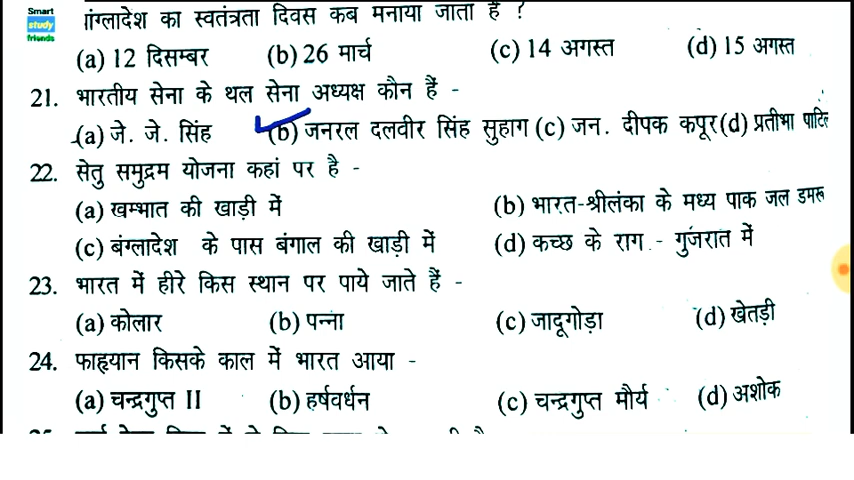 Smart
study
friends
ांग्लादेश का स्वतंत्रता दिवस कब मनाया जाता है ?
(a) 12 दिसम्बर (b) 26 मार्च (c) 14 अगस्त (d) 15 अगस्त
21. भारतीय सेना के थल सेना अध्यक्ष कौन हैं -
(a) जे. जे. सिंह (b) जनरल दलवीर सिंह सुहाग (c) जन. दीपक कपूर (d) प्रतीभा पाटिल
22. सेतु समुद्रम योजना कहां पर है -
(a) खम्भात की खाड़ी में (b) भारत-श्रीलंका के मध्य पाक जल डमरू
(c) बंग्लादेश के पास बंगाल की खाड़ी में (d) कच्छ के राग - गुजरात में
23. भारत में हीरे किस स्थान पर पाये जाते हैं -
(a) कोलार (b) पन्ना (c) जादूगोड़ा (d) खेतड़ी
24. फाहृयान किसके काल में भारत आया -
(a) चन्द्रगुप्त II (b) हर्षवर्धन (c) चन्द्रगुप्त मौर्य (d) अशोक